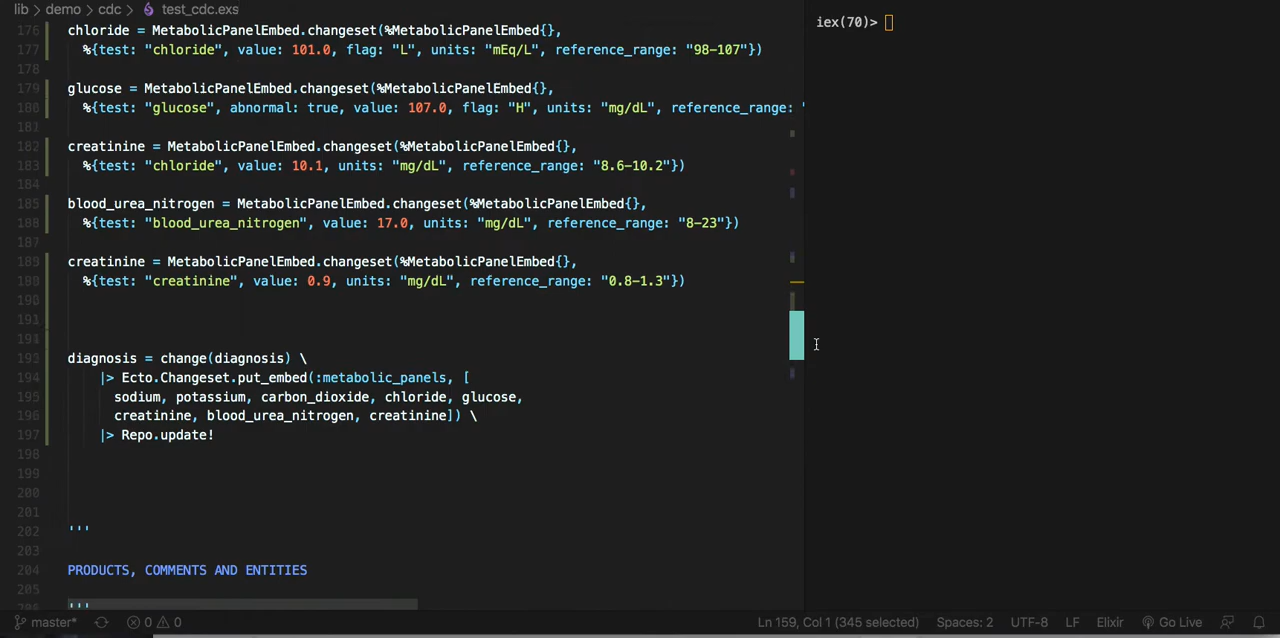 lib > demo > cdc > test_cdc.exs
176 chloride = MetabolicPanelEmbed.changeset(%MetabolicPanelEmbed{},
177 %{test: "chloride", value: 101.0, flag: "L", units: "mEq/L", reference_range: "98-107"})
178
179 glucose = MetabolicPanelEmbed.changeset(%MetabolicPanelEmbed{},
180 %{test: "glucose", abnormal: true, value: 107.0, flag: "H", units: "mg/dL", reference_range: "
181
182 creatinine = MetabolicPanelEmbed.changeset(%MetabolicPanelEmbed{},
183 %{test: "chloride", value: 10.1, units: "mg/dL", reference_range: "8.6-10.2"})
184
185 blood_urea_nitrogen = MetabolicPanelEmbed.changeset(%MetabolicPanelEmbed{},
188 %{test: "blood_urea_nitrogen", value: 17.0, units: "mg/dL", reference_range: "8-23"})
187
189 creatinine = MetabolicPanelEmbed.changeset(%MetabolicPanelEmbed{},
188 %{test: "creatinine", value: 0.9, units: "mg/dL", reference_range: "0.8-1.3"})
190
191
191
193 diagnosis = change(diagnosis) \
194 |> Ecto.Changeset.put_embed(:metabolic_panels, [
195 sodium, potassium, carbon_dioxide, chloride, glucose,
196 creatinine, blood_urea_nitrogen, creatinine]) \
197 |> Repo.update!
198
199
200
201
202 '''
203
204 PRODUCTS, COMMENTS AND ENTITIES
205
206 '''
iex(70)>
master* 0 0 Ln 159, Col 1 (345 selected) Spaces: 2 UTF-8 LF Elixir Go Live